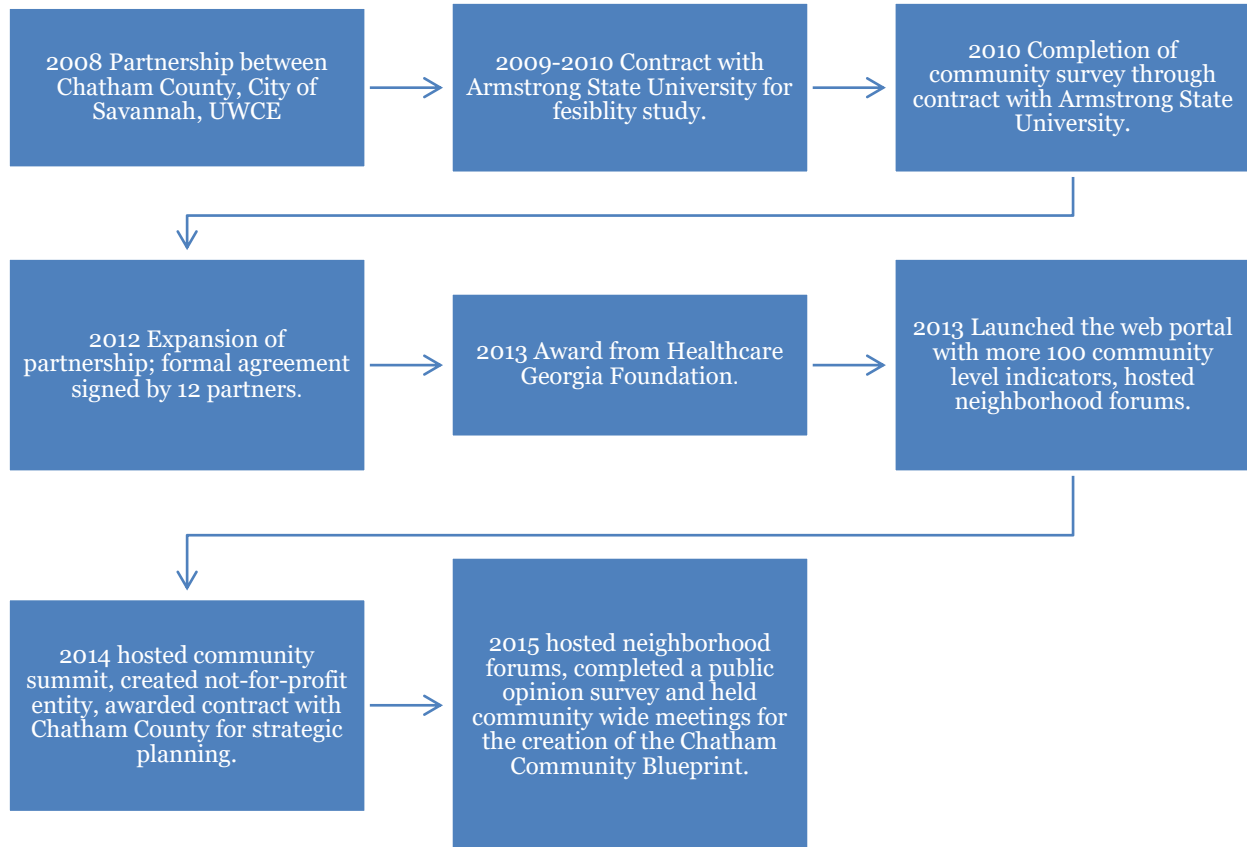 2008 Partnership between
Chatham County, City of
Savannah, UWCE
2009-2010 Contract with
Armstrong State University for
fesiblity study.
2010 Completion of
community survey through
contract with Armstrong State
University.
2012 Expansion of
partnership; formal agreement
signed by 12 partners.
2013 Award from Healthcare
Georgia Foundation.
2013 Launched the web portal
with more 100 community
level indicators, hosted
neighborhood forums.
2014 hosted community
summit, created not-for-profit
entity, awarded contract with
Chatham County for strategic
planning.
2015 hosted neighborhood
forums, completed a public
opinion survey and held
community wide meetings for
the creation of the Chatham
Community Blueprint.